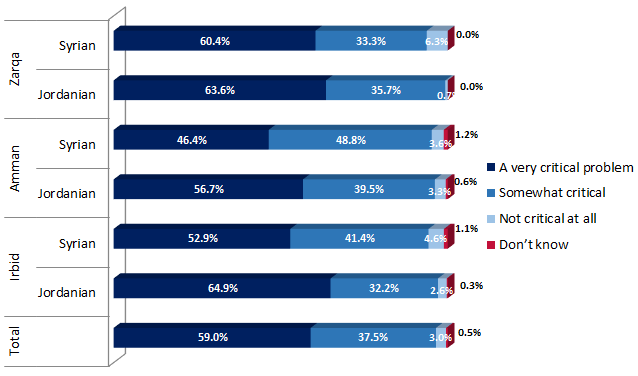 Zarqa
Syrian
60.4% 33.3% 6.3% 0.0%
Jordanian
63.6% 35.7% 0.7% 0.0%
Amman
Syrian
46.4% 48.8% 3.6% 1.2%
Jordanian
56.7% 39.5% 3.3% 0.6%
Irbid
Syrian
52.9% 41.4% 4.6% 1.1%
Jordanian
64.9% 32.2% 2.6% 0.3%
Total
59.0% 37.5% 3.0% 0.5%
A very critical problem
Somewhat critical
Not critical at all
Don't know